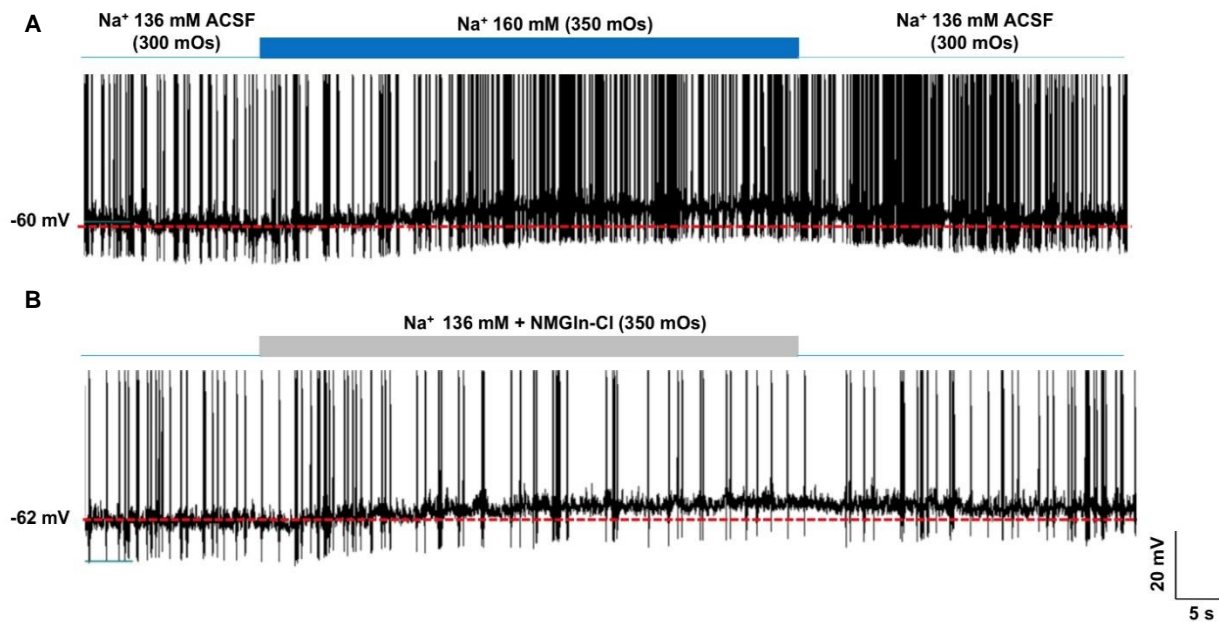 A
Na⁺ 136 mM ACSF
(300 mOs)
Na⁺ 160 mM (350 mOs)
Na⁺ 136 mM ACSF
(300 mOs)
-60 mV
B
Na⁺ 136 mM + NMGln-Cl (350 mOs)
-62 mV
20 mV
5 s